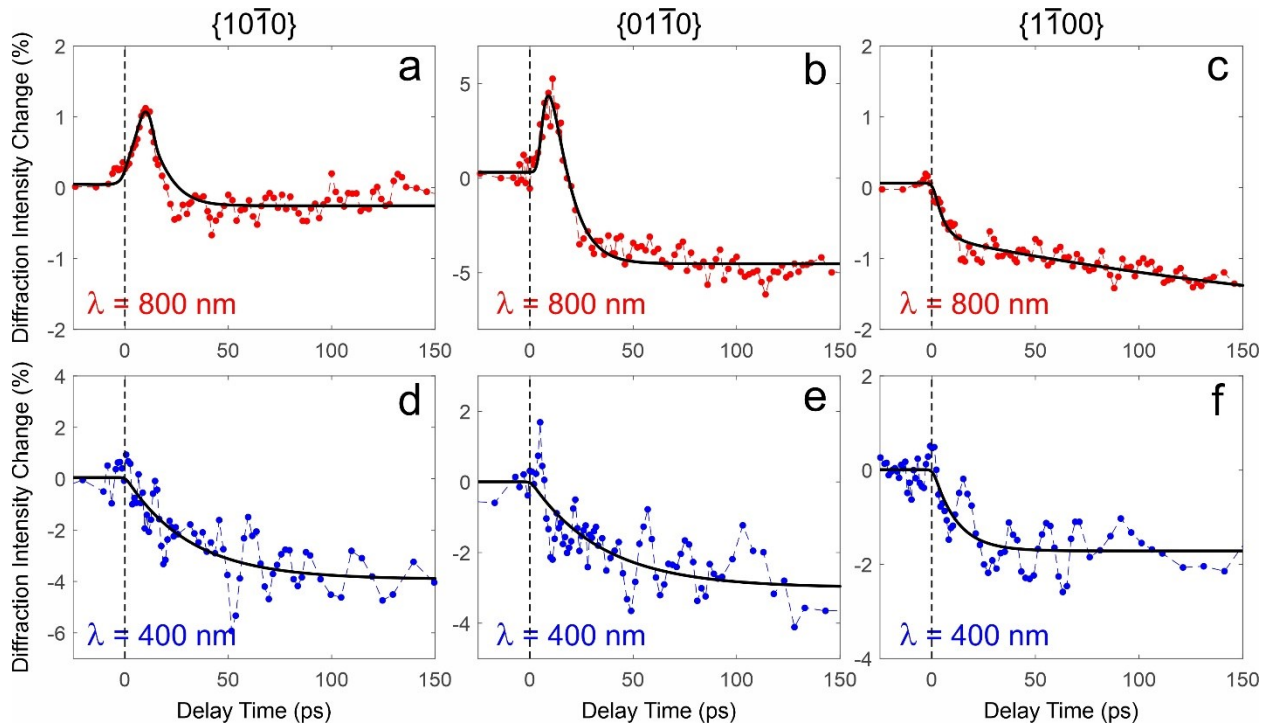 {101̅0} {011̅0} {11̅00}
Diffraction Intensity Change (%)
a
2
1
0
-1
-2
λ = 800 nm
0 50 100 150
b
5
0
-5
λ = 800 nm
0 50 100 150
c
2
1
0
-1
-2
λ = 800 nm
0 50 100 150
Diffraction Intensity Change (%)
d
4
2
0
-2
-4
-6
λ = 400 nm
0 50 100 150
Delay Time (ps)
e
2
0
-2
-4
λ = 400 nm
0 50 100 150
Delay Time (ps)
f
2
0
-2
-4
λ = 400 nm
0 50 100 150
Delay Time (ps)